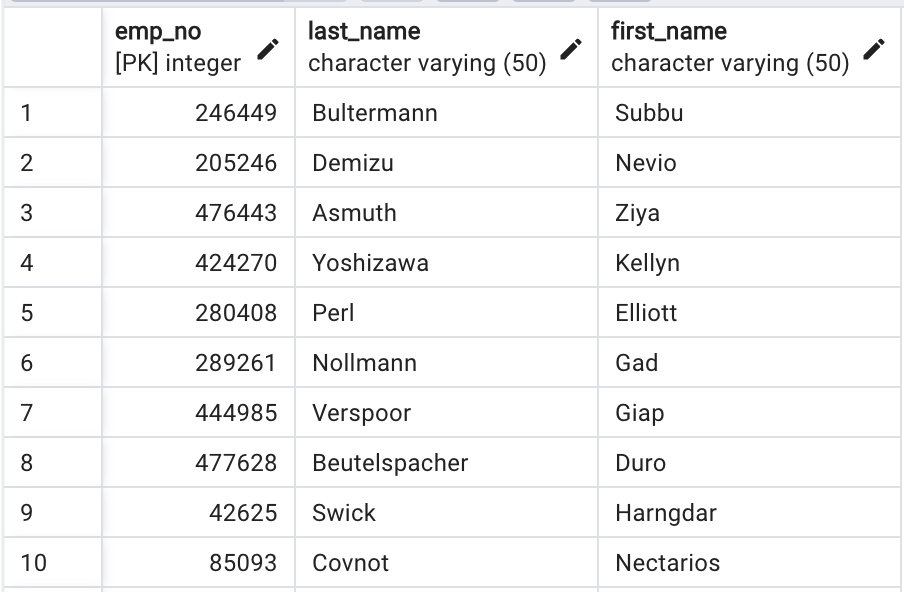 emp_no last_name first_name
[PK] integer character varying (50) character varying (50)
1 246449 Bultermann Subbu
2 205246 Demizu Nevio
3 476443 Asmuth Ziya
4 424270 Yoshizawa Kellyn
5 280408 Perl Elliott
6 289261 Nollmann Gad
7 444985 Verspoor Giap
8 477628 Beutelspacher Duro
9 42625 Swick Harngdar
10 85093 Covnot Nectarios